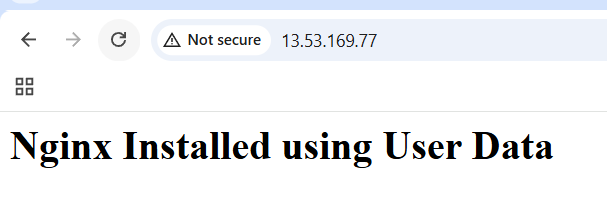 Not secure 13.53.169.77
Nginx Installed using User Data